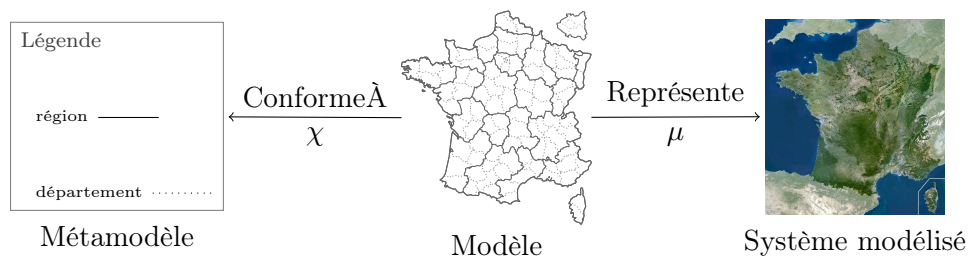 Légende
région
département
Métamodèle
ConformeÀ
χ
Modèle
Représente
μ
Système modélisé